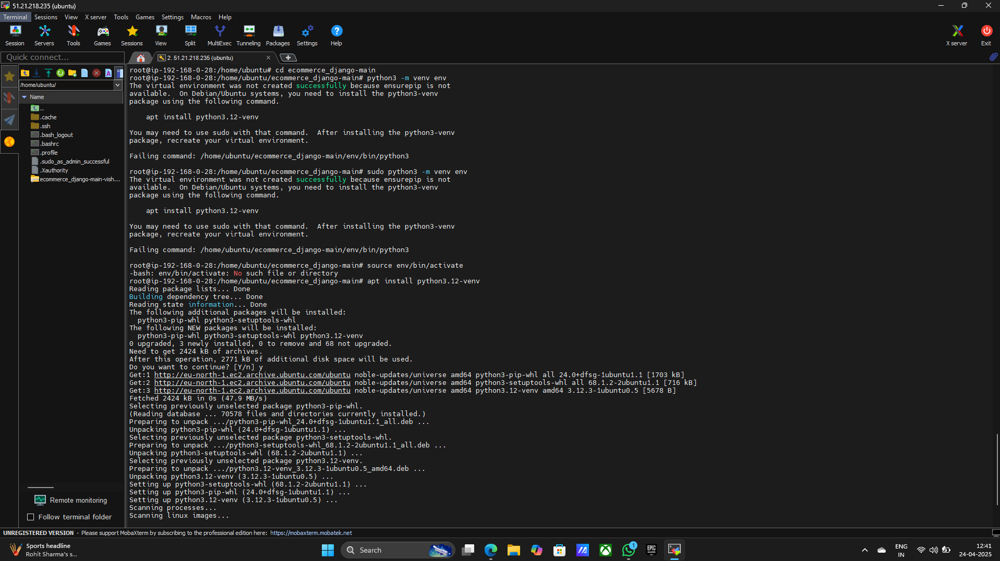 51.21.218.235 (ubuntu)
Terminal Sessions View X server Tools Games Settings Macros Help
Session Servers Tools Games Sessions View Split MultiExec Tunneling Packages Settings Help X server Exit
Quick connect... 2. 51.21.218.235 (ubuntu)
/home/ubuntu/
Name
..
.cache
.ssh
.bash_logout
.bashrc
.profile
.sudo_as_admin_successful
.Xauthority
ecommerce_django-main-vish...
Remote monitoring
Follow terminal folder
root@ip-192-168-0-28:/home/ubuntu# cd ecommerce_django-main
root@ip-192-168-0-28:/home/ubuntu/ecommerce_django-main# python3 -m venv env
The virtual environment was not created successfully because ensurepip is not
available.  On Debian/Ubuntu systems, you need to install the python3-venv
package using the following command.
apt install python3.12-venv
You may need to use sudo with that command.  After installing the python3-venv
package, recreate your virtual environment.
Failing command: /home/ubuntu/ecommerce_django-main/env/bin/python3
root@ip-192-168-0-28:/home/ubuntu/ecommerce_django-main# sudo python3 -m venv env
The virtual environment was not created successfully because ensurepip is not
available.  On Debian/Ubuntu systems, you need to install the python3-venv
package using the following command.
apt install python3.12-venv
You may need to use sudo with that command.  After installing the python3-venv
package, recreate your virtual environment.
Failing command: /home/ubuntu/ecommerce_django-main/env/bin/python3
root@ip-192-168-0-28:/home/ubuntu/ecommerce_django-main# source env/bin/activate
-bash: env/bin/activate: No such file or directory
root@ip-192-168-0-28:/home/ubuntu/ecommerce_django-main# apt install python3.12-venv
Reading package lists... Done
Building dependency tree... Done
Reading state information... Done
The following additional packages will be installed:
python3-pip-whl python3-setuptools-whl
The following NEW packages will be installed:
python3-pip-whl python3-setuptools-whl python3.12-venv
0 upgraded, 3 newly installed, 0 to remove and 68 not upgraded.
Need to get 2424 kB of archives.
After this operation, 2771 kB of additional disk space will be used.
Do you want to continue? [Y/n] y
Get:1 http://eu-north-1.ec2.archive.ubuntu.com/ubuntu noble-updates/universe amd64 python3-pip-whl all 24.0+dfsg-1ubuntu1.1 [1703 kB]
Get:2 http://eu-north-1.ec2.archive.ubuntu.com/ubuntu noble-updates/universe amd64 python3-setuptools-whl all 68.1.2-2ubuntu1.1 [716 kB]
Get:3 http://eu-north-1.ec2.archive.ubuntu.com/ubuntu noble-updates/universe amd64 python3.12-venv amd64 3.12.3-1ubuntu0.5 [5678 B]
Fetched 2424 kB in 0s (47.9 MB/s)
Selecting previously unselected package python3-pip-whl.
(Reading database ... 70578 files and directories currently installed.)
Preparing to unpack .../python3-pip-whl_24.0+dfsg-1ubuntu1.1_all.deb ...
Unpacking python3-pip-whl (24.0+dfsg-1ubuntu1.1) ...
Selecting previously unselected package python3-setuptools-whl.
Preparing to unpack .../python3-setuptools-whl_68.1.2-2ubuntu1.1_all.deb ...
Unpacking python3-setuptools-whl (68.1.2-2ubuntu1.1) ...
Selecting previously unselected package python3.12-venv.
Preparing to unpack .../python3.12-venv_3.12.3-1ubuntu0.5_amd64.deb ...
Unpacking python3.12-venv (3.12.3-1ubuntu0.5) ...
Setting up python3-setuptools-whl (68.1.2-2ubuntu1.1) ...
Setting up python3-pip-whl (24.0+dfsg-1ubuntu1.1) ...
Setting up python3.12-venv (3.12.3-1ubuntu0.5) ...
Scanning processes...
Scanning linux images...
UNREGISTERED VERSION - Please support MobaXterm by subscribing to the professional edition here: https://mobaxterm.mobatek.net
Sports headline
Rohit Sharma's s...
Search
1
EPIC
GAMES
ENG
IN
12:41
24-04-2025